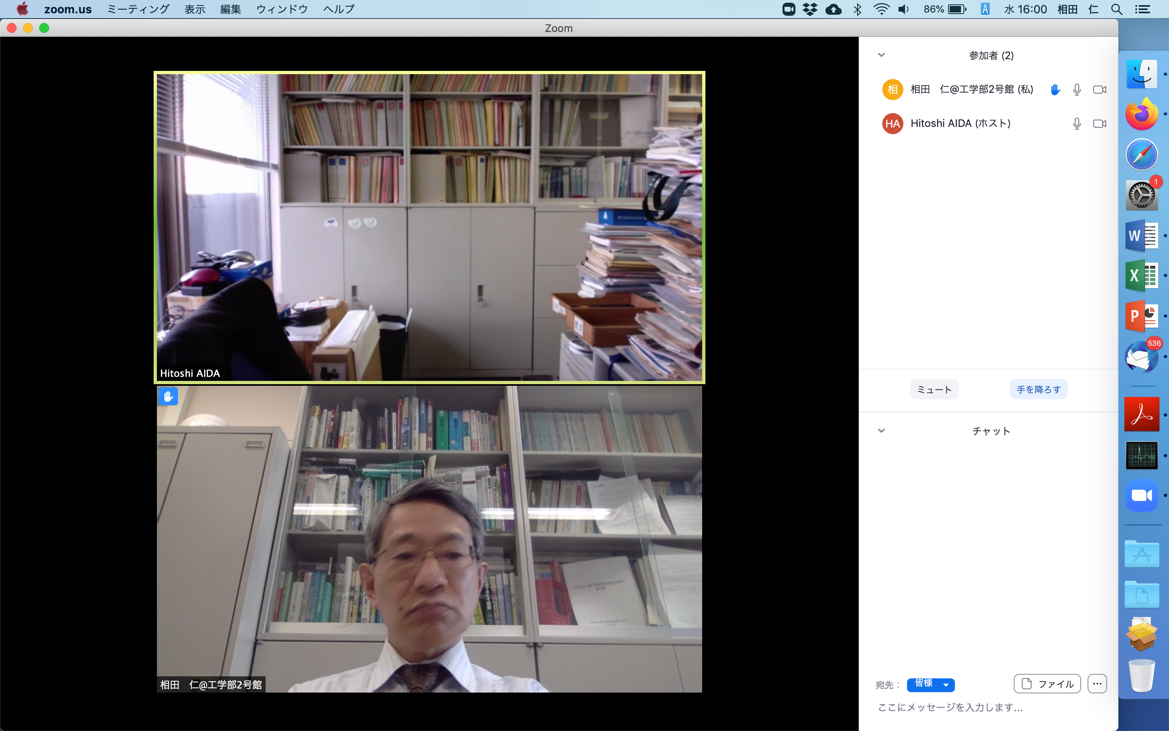 zoom.us ミーティング 表示 編集 ウィンドウ ヘルプ 86% A 水 16:00 相田 仁
Zoom
参加者 (2)
相 相田 仁@工学部2号館 (私)
HA Hitoshi AIDA (ホスト)
Hitoshi AIDA
ミュート 手を降ろす
チャット
相田 仁@工学部2号館
宛先： 皆様 ファイル ...
ここにメッセージを入力します...
1
W
X
P
536